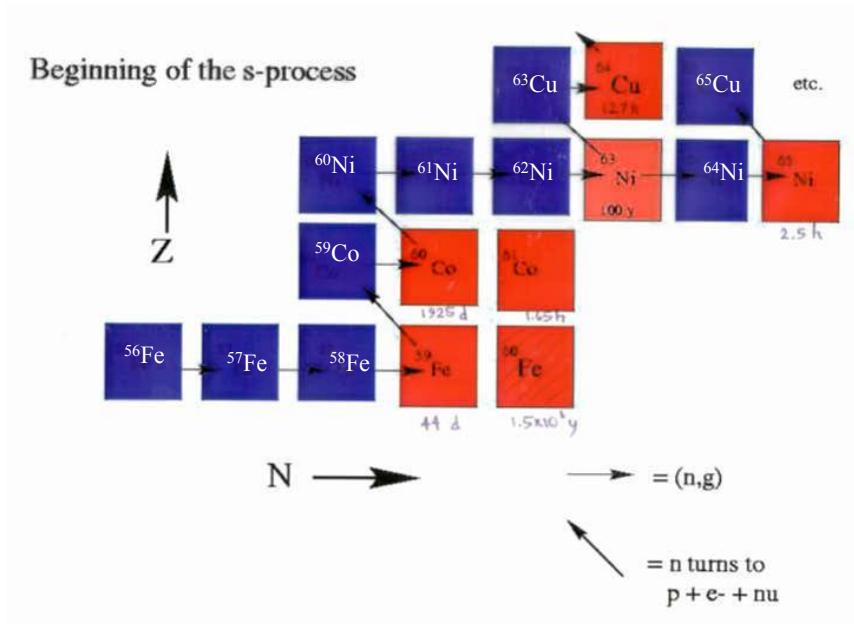 Beginning of the s-process
⁶³Cu
⁶⁴
Cu
12.7 h
⁶⁵Cu
etc.
⁶⁰Ni
⁶¹Ni
⁶²Ni
⁶³
Ni
100 y
⁶⁴Ni
⁶⁵
Ni
2.5 h
Z
⁵⁹Co
⁶⁰
Co
1925 d
⁶¹
Co
1.65 h
⁵⁶Fe
⁵⁷Fe
⁵⁸Fe
⁵⁹
Fe
44 d
⁶⁰
Fe
N
= (n,g)
= n turns to
p + e- + nu